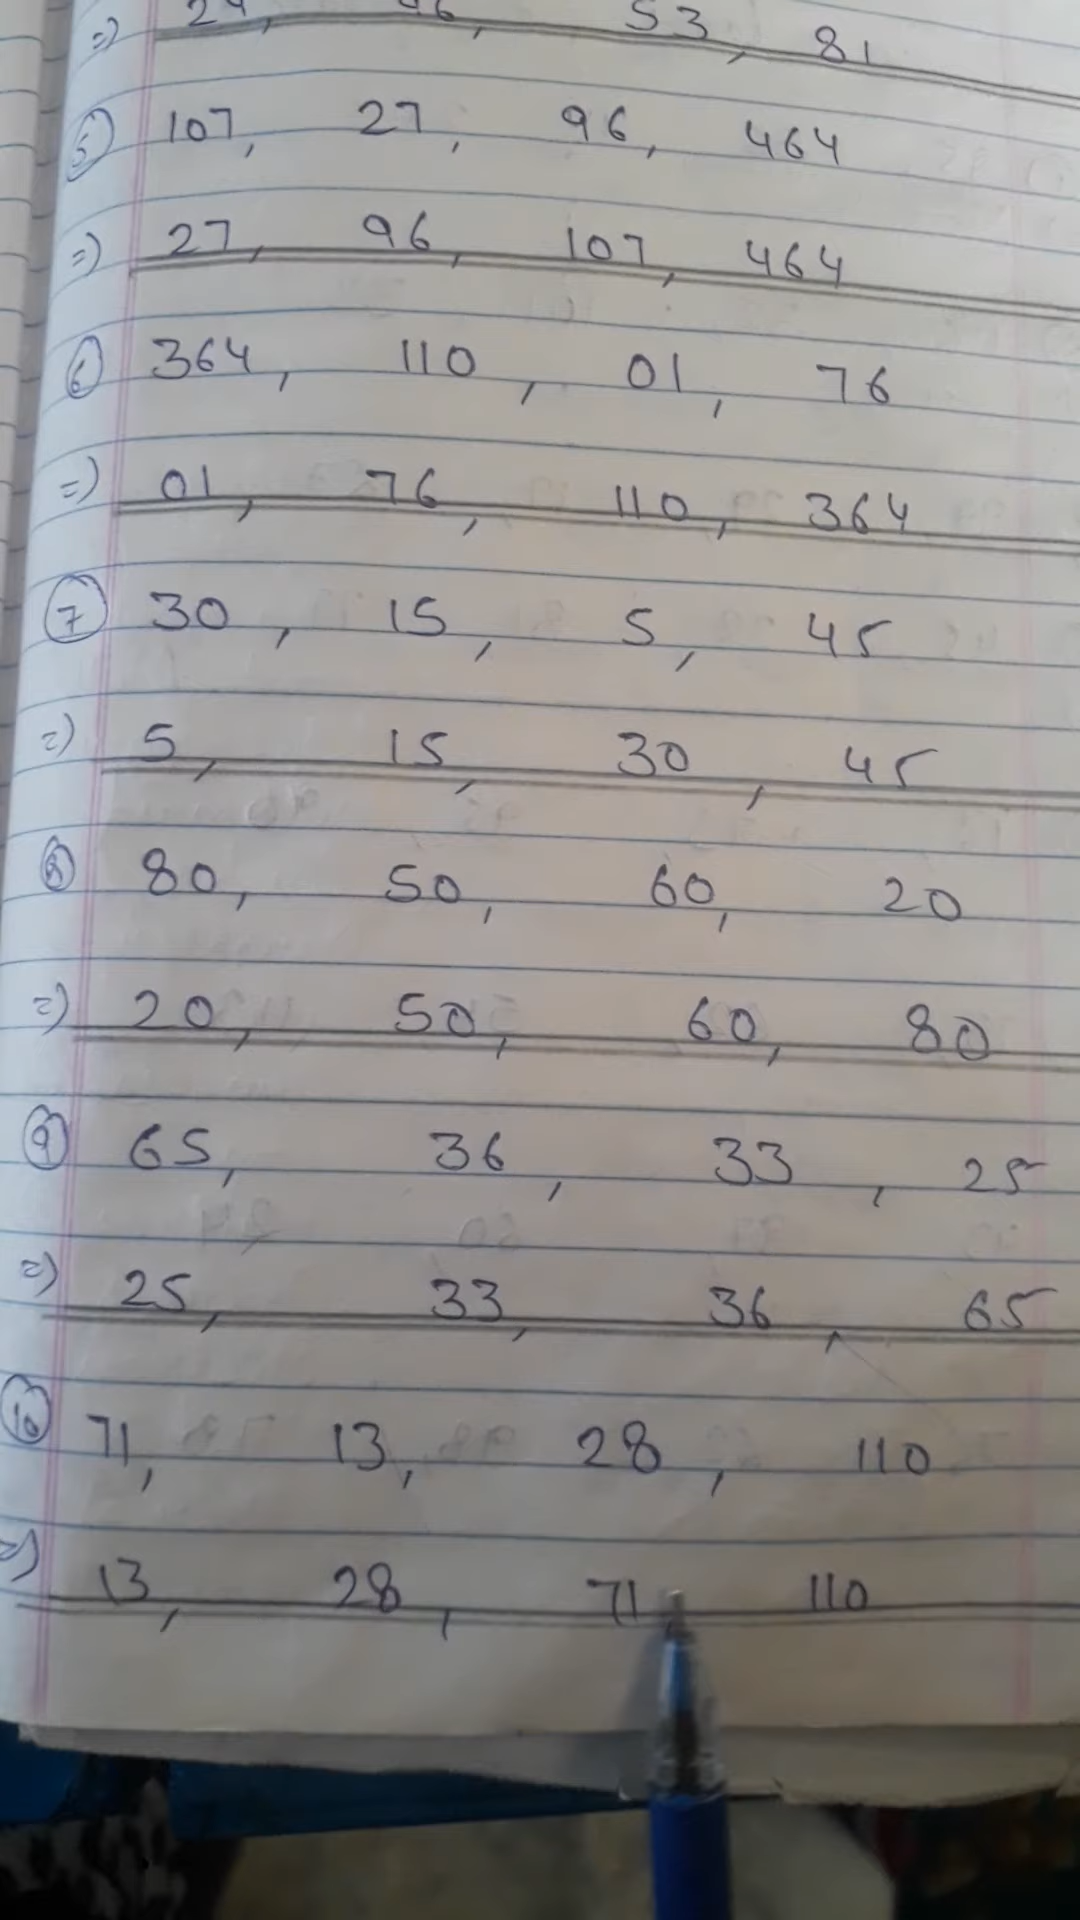 =) 24, 46, 53, 81
5 107, 27, 96, 464
=) 27, 96, 107, 464
6 364, 110, 01, 76
=) 01, 76, 110, 364
7 30, 15, 5, 45
=) 5, 15, 30, 45
8 80, 50, 60, 20
=) 20, 50, 60, 80
9 65, 36, 33, 25
=) 25, 33, 36, 65
10 71, 13, 28, 110
=) 13, 28, 71, 110